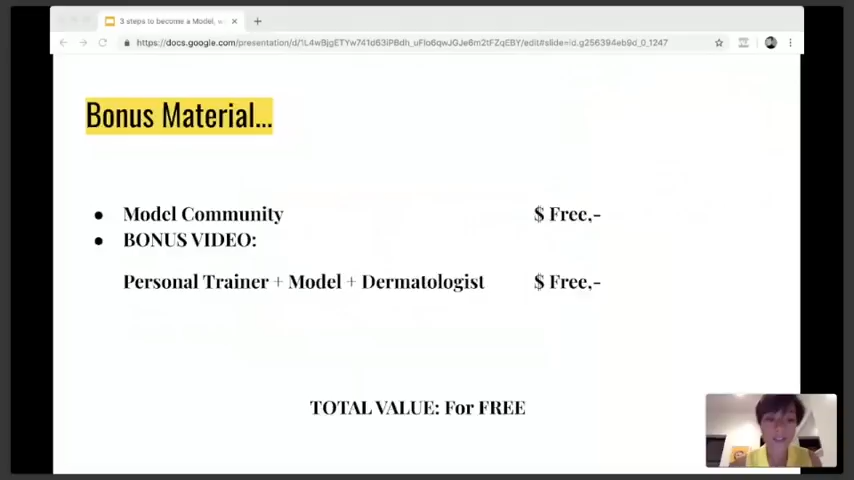 3 steps to become a Model, w
https://docs.google.com/presentation/d/1L4wBjgETYw741d63iPBdh_uFlo6qwJGJe6m2tFZqEBY/edit#slide=id.g256394eb9d_0_1247
Bonus Material...
● Model Community $ Free,-
● BONUS VIDEO:
Personal Trainer + Model + Dermatologist $ Free,-
TOTAL VALUE: For FREE